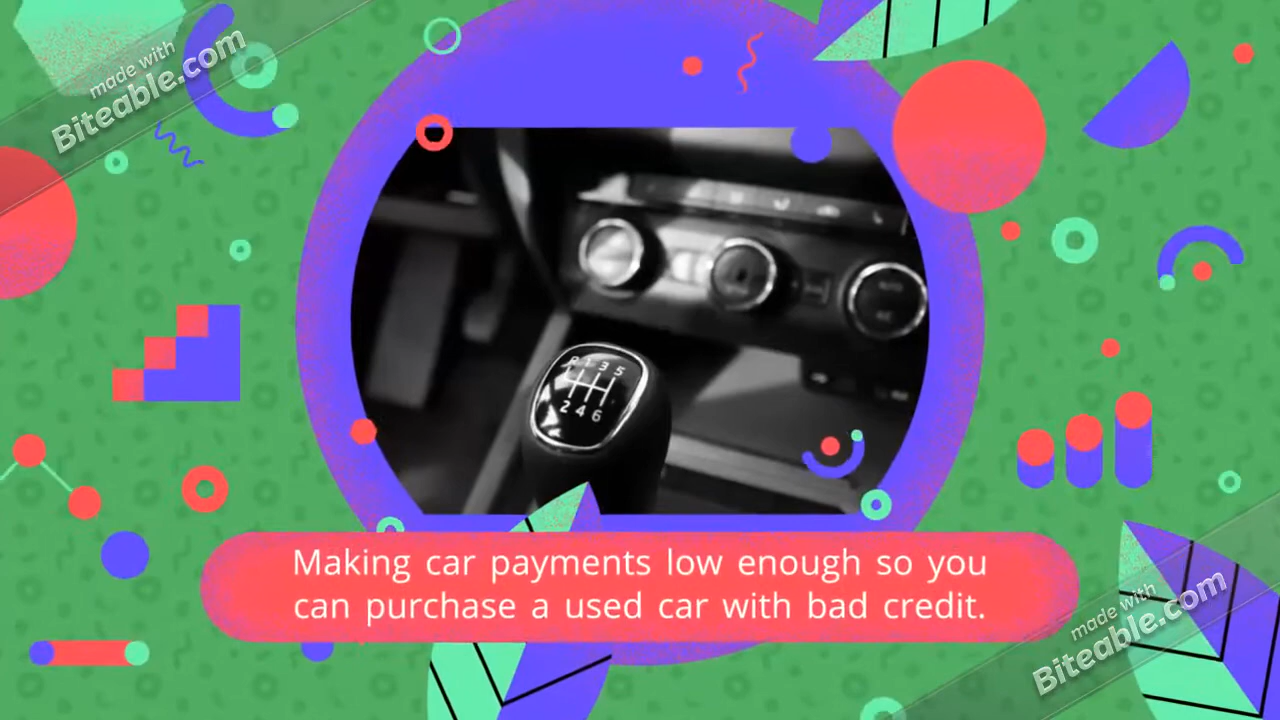 made with
Biteable.com
R 1 3 5
2 4 6
Making car payments low enough so you
can purchase a used car with bad credit.
made with
Biteable.com